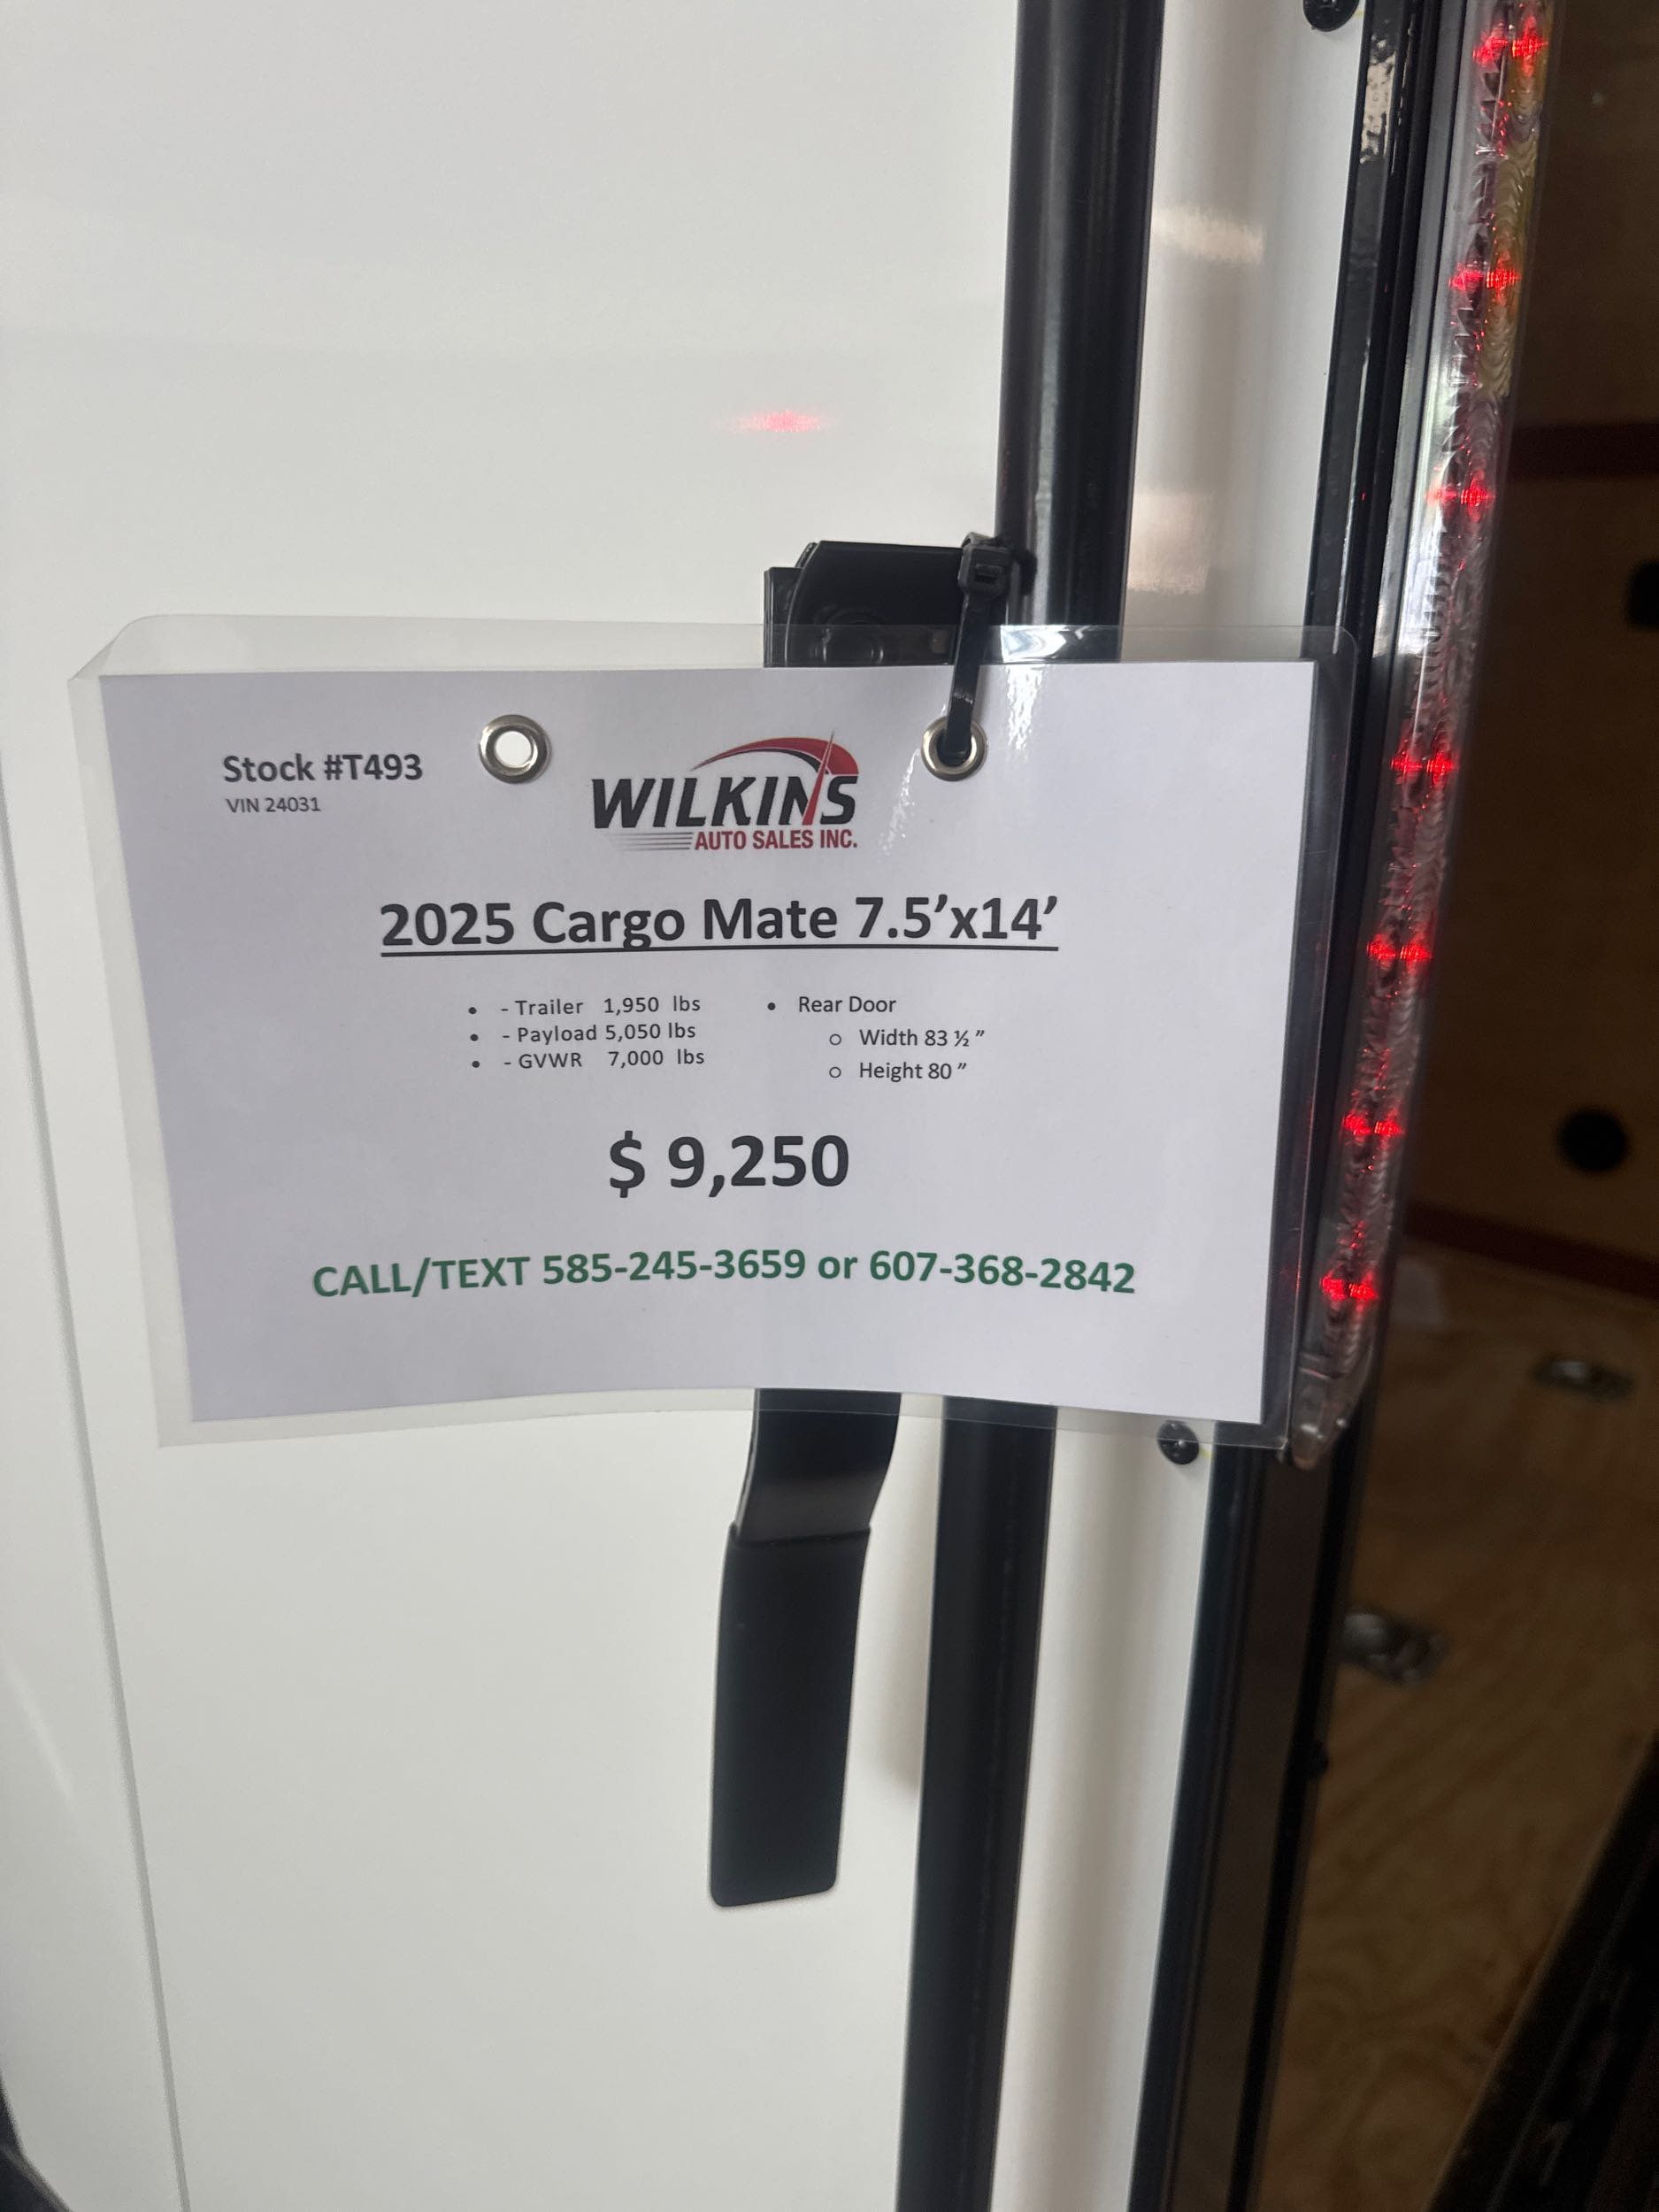 Stock #T493
VIN 24031
WILKINS
AUTO SALES INC.
2025 Cargo Mate 7.5’x14’
• - Trailer 1,950 lbs
• - Payload 5,050 lbs
• - GVWR 7,000 lbs
• Rear Door
o Width 83 ½ ”
o Height 80 ”
$ 9,250
CALL/TEXT 585-245-3659 or 607-368-2842